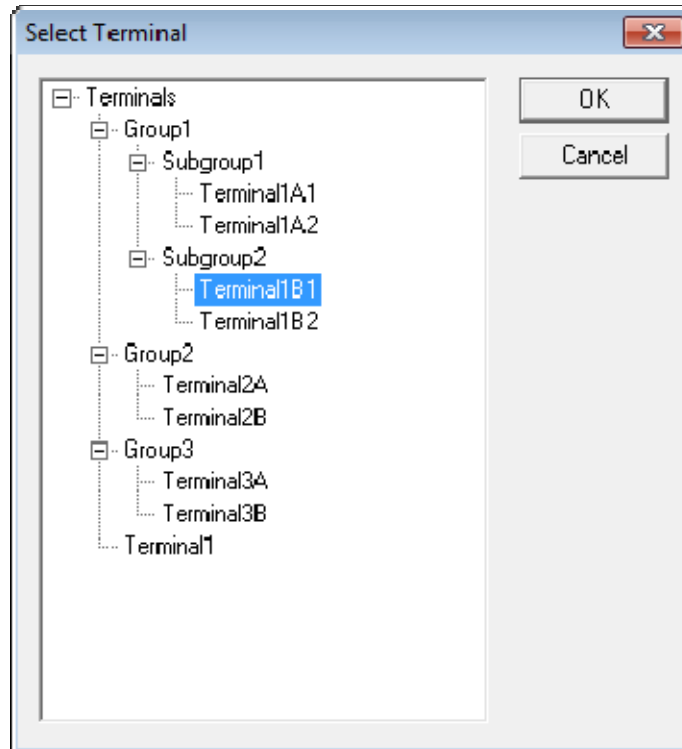 Select Terminal
Terminals
Group1
Subgroup1
Terminal1A1
Terminal1A2
Subgroup2
Terminal1B1
Terminal1B2
Group2
Terminal2A
Terminal2B
Group3
Terminal3A
Terminal3B
Terminal1
OK
Cancel